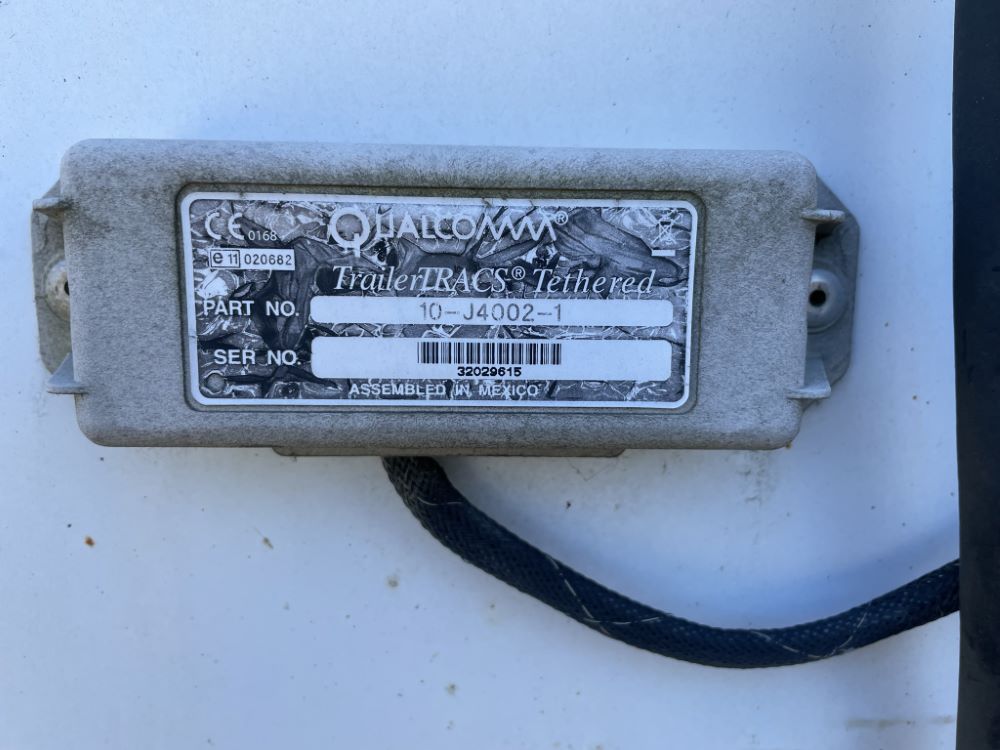 CE 0168
QUALCOMM®
e 11 020682
TrailerTRACS® Tethered
PART NO. 10-J4002-1
SER NO.
32029615
ASSEMBLED IN MEXICO